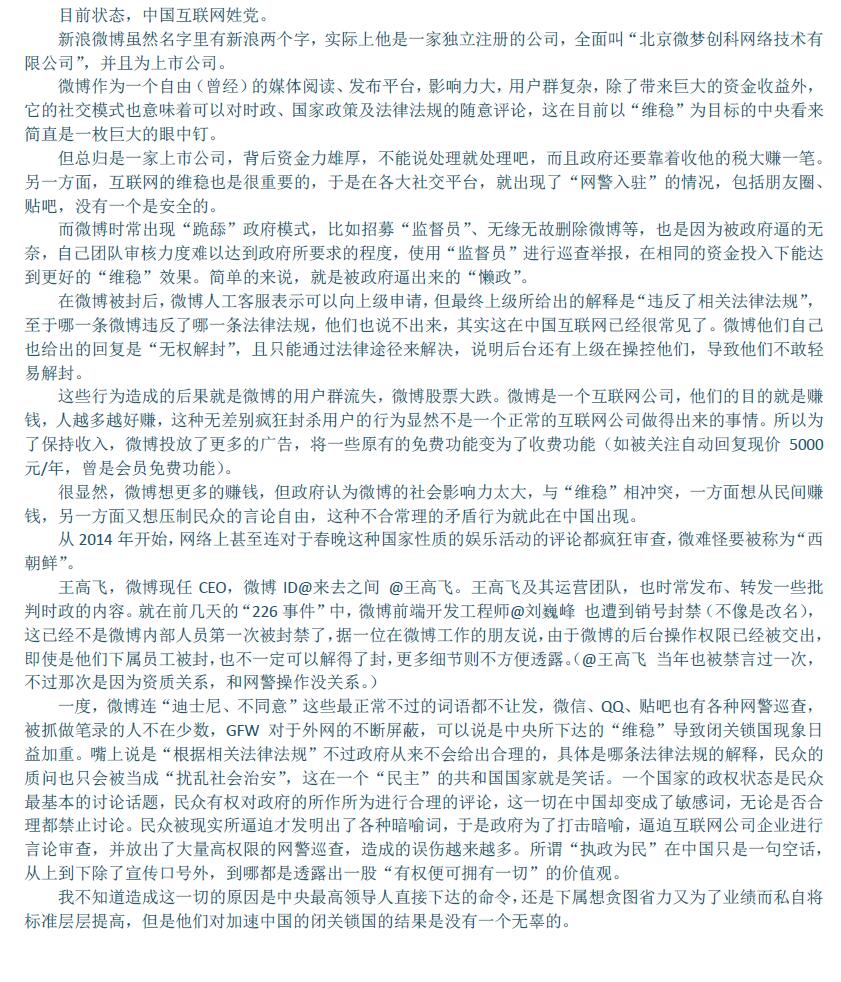 目前状态，中国互联网姓党。
新浪微博虽然名字里有新浪两个字，实际上他是一家独立注册的公司，全面叫“北京微梦创科网络技术有
限公司”，并且为上市公司。
微博作为一个自由（曾经）的媒体阅读、发布平台，影响力大，用户群复杂，除了带来巨大的资金收益外，
它的社交模式也意味着可以对时政、国家政策及法律法规的随意评论，这在目前以“维稳”为目标的中央看来
简直是一枚巨大的眼中钉。
但总归是一家上市公司，背后资金力雄厚，不能说处理就处理吧，而且政府还要靠着收他的税大赚一笔。
另一方面，互联网的维稳也是很重要的，于是在各大社交平台，就出现了“网警入驻”的情况，包括朋友圈、
贴吧，没有一个是安全的。
而微博时常出现“跪舔”政府模式，比如招募“监督员”、无缘无故删除微博等，也是因为被政府逼的无
奈，自己团队审核力度难以达到政府所要求的程度，使用“监督员”进行巡查举报，在相同的资金投入下能达
到更好的“维稳”效果。简单的来说，就是被政府逼出来的“懒政”。
在微博被封后，微博人工客服表示可以向上级申请，但最终上级所给出的解释是“违反了相关法律法规”，
至于哪一条微博违反了哪一条法律法规，他们也说不出来，其实这在中国互联网已经很常见了。微博他们自己
也给出的回复是“无权解封”，且只能通过法律途径来解决，说明后台还有上级在操控他们，导致他们不敢轻
易解封。
这些行为造成的后果就是微博的用户群流失，微博股票大跌。微博是一个互联网公司，他们的目的就是赚
钱，人越多越好赚，这种无差别疯狂封杀用户的行为显然不是一个正常的互联网公司做得出来的事情。所以为
了保持收入，微博投放了更多的广告，将一些原有的免费功能变为了收费功能（如被关注自动回复现价 5000
元/年，曾是会员免费功能）。
很显然，微博想更多的赚钱，但政府认为微博的社会影响力太大，与“维稳”相冲突，一方面想从民间赚
钱，另一方面又想压制民众的言论自由，这种不合常理的矛盾行为就此在中国出现。
从 2014 年开始，网络上甚至连对于春晚这种国家性质的娱乐活动的评论都疯狂审查，微难怪要被称为“西
朝鲜”。
王高飞，微博现任 CEO，微博 ID@来去之间 @王高飞。王高飞及其运营团队，也时常发布、转发一些批
判时政的内容。就在前几天的“226 事件”中，微博前端开发工程师@刘巍峰 也遭到销号封禁（不像是改名），
这已经不是微博内部人员第一次被封禁了，据一位在微博工作的朋友说，由于微博的后台操作权限已经被交出，
即使是他们下属员工被封，也不一定可以解得了封，更多细节则不方便透露。（@王高飞 当年也被禁言过一次，
不过那次是因为资质关系，和网警操作没关系。）
一度，微博连“迪士尼、不同意”这些最正常不过的词语都不让发，微信、QQ、贴吧也有各种网警巡查，
被抓做笔录的人不在少数，GFW 对于外网的不断屏蔽，可以说是中央所下达的“维稳”导致闭关锁国现象日
益加重。嘴上说是“根据相关法律法规”不过政府从来不会给出合理的，具体是哪条法律法规的解释，民众的
质问也只会被当成“扰乱社会治安”，这在一个“民主”的共和国国家就是笑话。一个国家的政权状态是民众
最基本的讨论话题，民众有权对政府的所作所为进行合理的评论，这一切在中国却变成了敏感词，无论是否合
理都禁止讨论。民众被现实所逼迫才发明出了各种暗喻词，于是政府为了打击暗喻，逼迫互联网公司企业进行
言论审查，并放出了大量高权限的网警巡查，造成的误伤越来越多。所谓“执政为民”在中国只是一句空话，
从上到下除了宣传口号外，到哪都是透露出一股“有权便可拥有一切”的价值观。
我不知道造成这一切的原因是中央最高领导人直接下达的命令，还是下属想贪图省力又为了业绩而私自将
标准层层提高，但是他们对加速中国的闭关锁国的结果是没有一个无辜的。